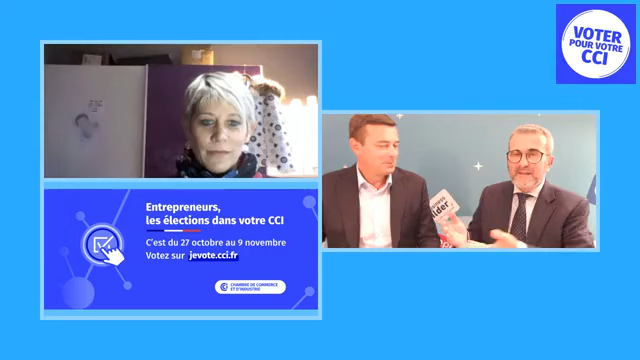 VOTER
POUR VOTRE
CCI
Entrepreneurs,
les élections dans votre CCI
C'est du 27 octobre au 9 novembre
Votez sur jevote.cci.fr
CHAMBRE DE COMMERCE
ET D'INDUSTRIE